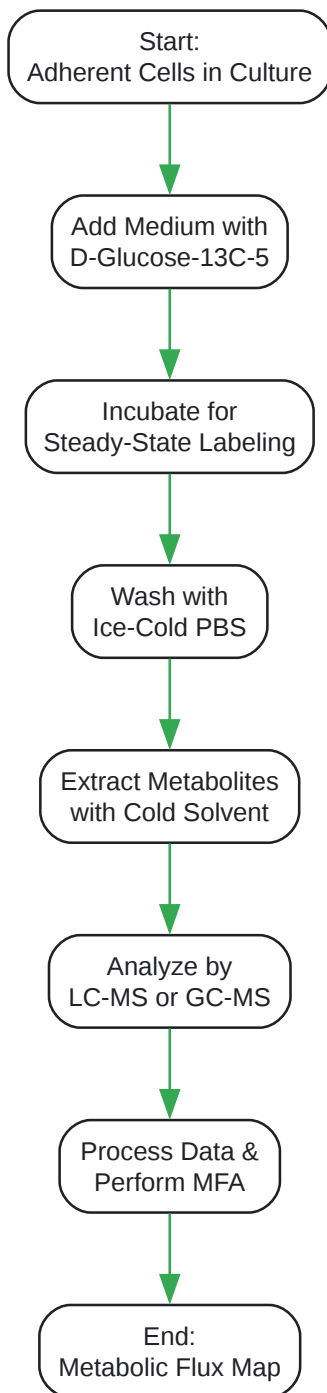 Start:
Adherent Cells in Culture
Add Medium with
D-Glucose-13C-5
Incubate for
Steady-State Labeling
Wash with
Ice-Cold PBS
Extract Metabolites
with Cold Solvent
Analyze by
LC-MS or GC-MS
Process Data &
Perform MFA
End:
Metabolic Flux Map